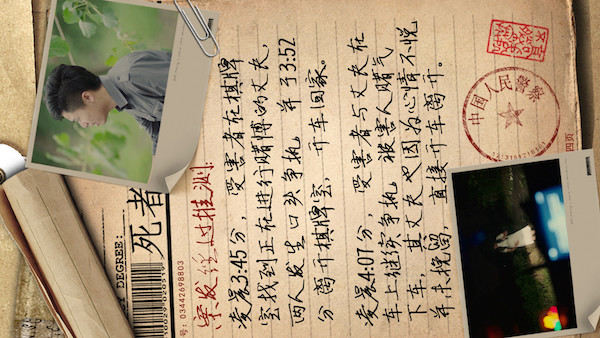 DEGREE:
死者
号: 03442698803
案发经过推测:
凌晨3:45分，受害者在棋牌
室找到正在进行赌博的丈夫，
两人发生口头争执 并于3:52
分离开棋牌室，开车回家。
凌晨4:07分，受害者与丈夫在
车上继续争执 被害人赌气
下车，其丈夫也因为心情不悦
并未挽留，直接开车离开。
中国人民警察
四页